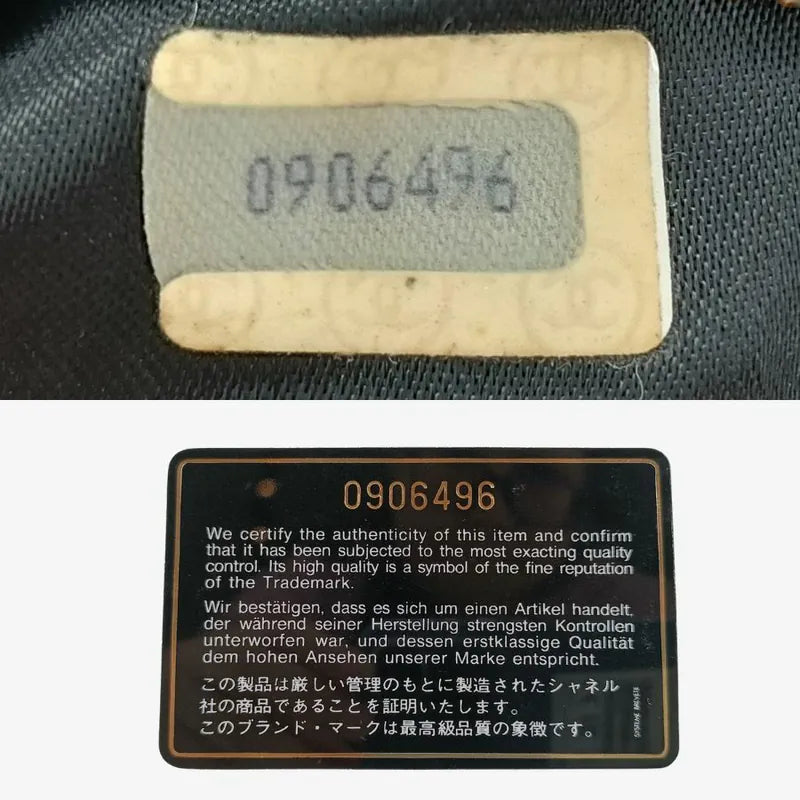 0906496
0906496
We certify the authenticity of this item and confirm
that it has been subjected to the most exacting quality
control. Its high quality is a symbol of the fine reputation
of the Trademark.
Wir bestätigen, dass es sich um einen Artikel handelt,
der während seiner Herstellung strengsten Kontrollen
unterworfen war, und dessen erstklassige Qualität
dem hohen Ansehen unserer Marke entspricht.
この製品は厳しい管理のもとに製造されたシャネル
社の商品であることを証明いたします。
このブランド・マークは最高級品質の象徴です。